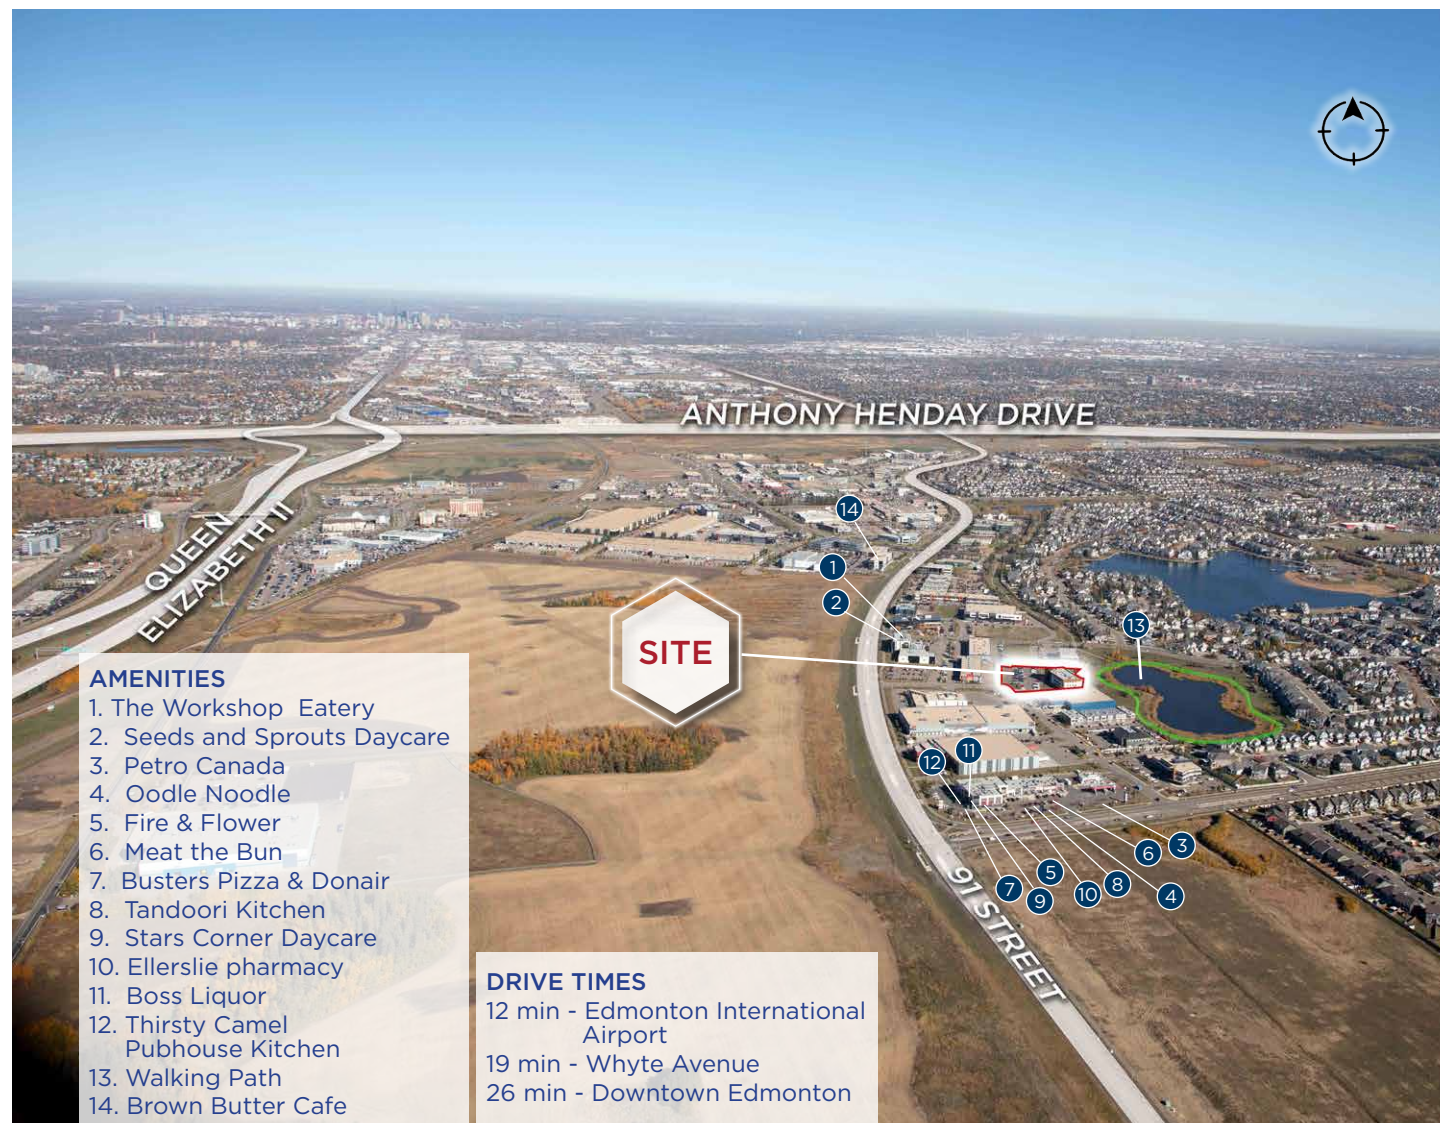 ANTHONY HENDAY DRIVE
14
1
2
13
QUEEN
ELIZABETH II
SITE
11
12
3
6
5
8
7
10
4
9
91 STREET
AMENITIES
1. The Workshop Eatery
2. Seeds and Sprouts Daycare
3. Petro Canada
4. Oodle Noodle
5. Fire & Flower
6. Meat the Bun
7. Busters Pizza & Donair
8. Tandoori Kitchen
9. Stars Corner Daycare
10. Ellerslie pharmacy
11. Boss Liquor
12. Thirsty Camel
Pubhouse Kitchen
13. Walking Path
14. Brown Butter Cafe
DRIVE TIMES
12 min - Edmonton International
Airport
19 min - Whyte Avenue
26 min - Downtown Edmonton